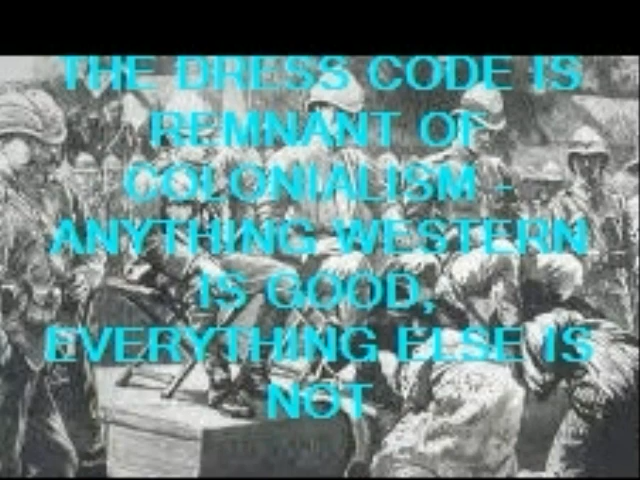 THE DRESS CODE IS
REMNANT OF
COLONIALISM -
ANYTHING WESTERN
IS GOOD,
EVERYTHING ELSE IS
NOT